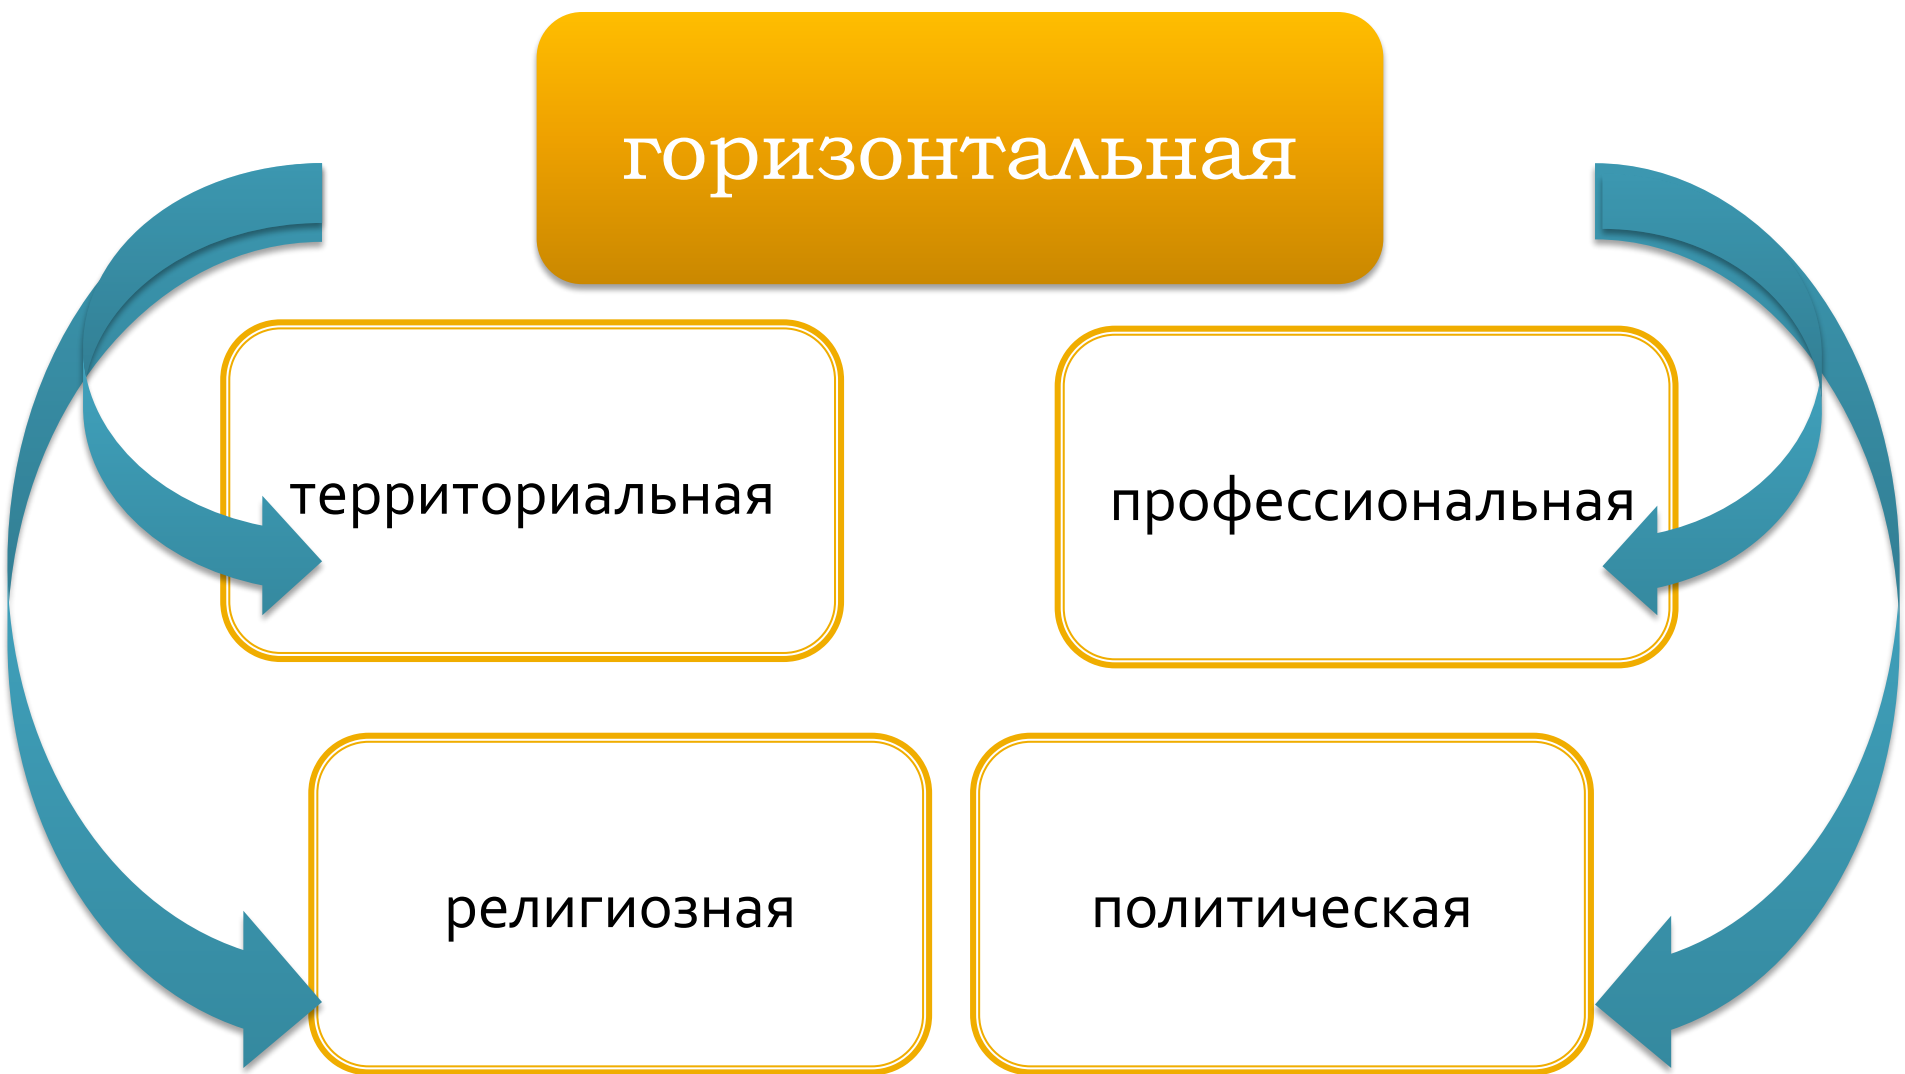 горизонтальная
территориальная
профессиональная
религиозная
политическая